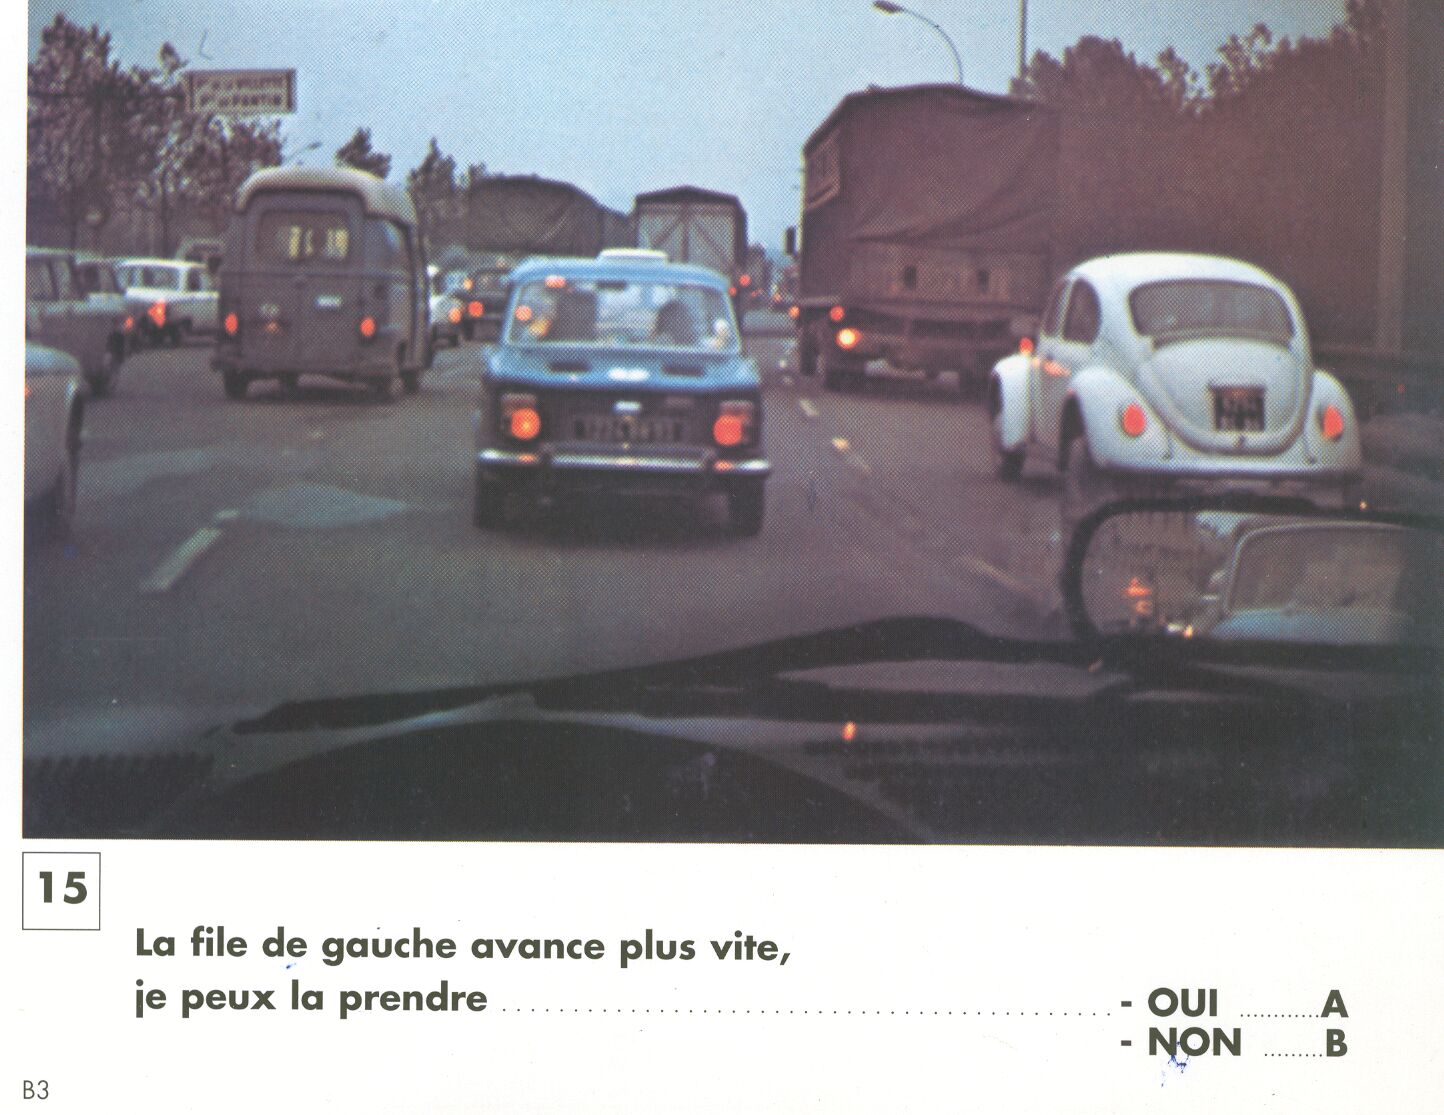 15
La file de gauche avance plus vite,
je peux la prendre - OUI A
- NON B
B3